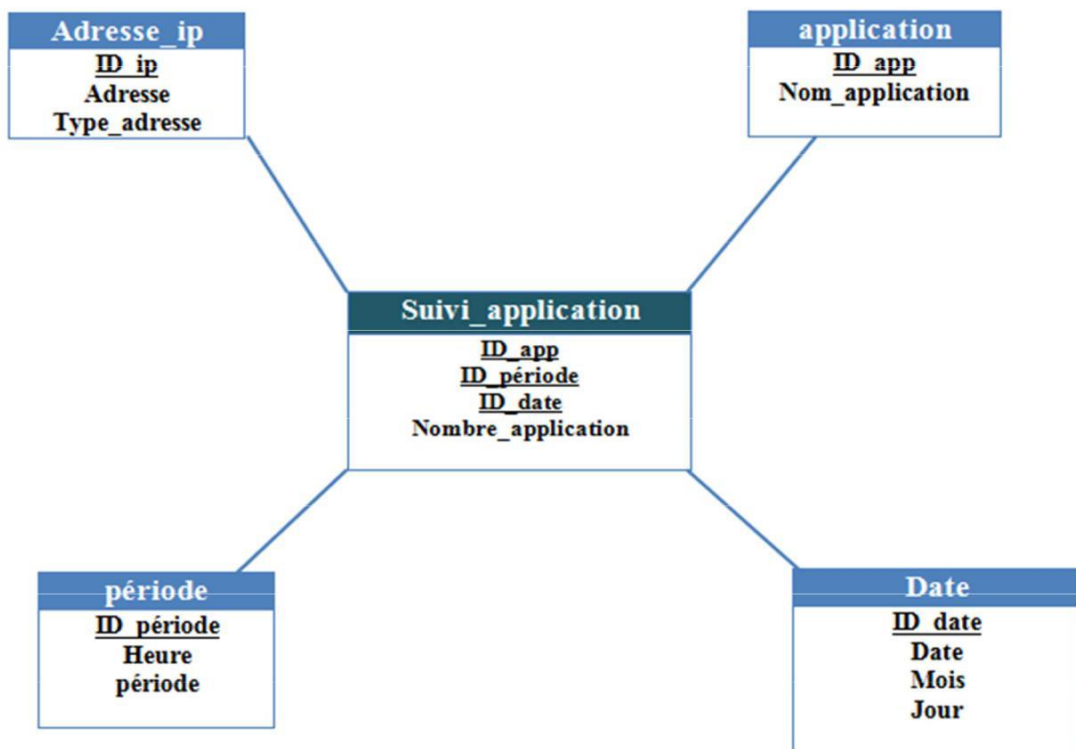 Adresse_ip
ID_ip
Adresse
Type_adresse
application
ID_app
Nom_application
Suivi_application
ID_app
ID_période
ID_date
Nombre_application
période
ID_période
Heure
période
Date
ID_date
Date
Mois
Jour